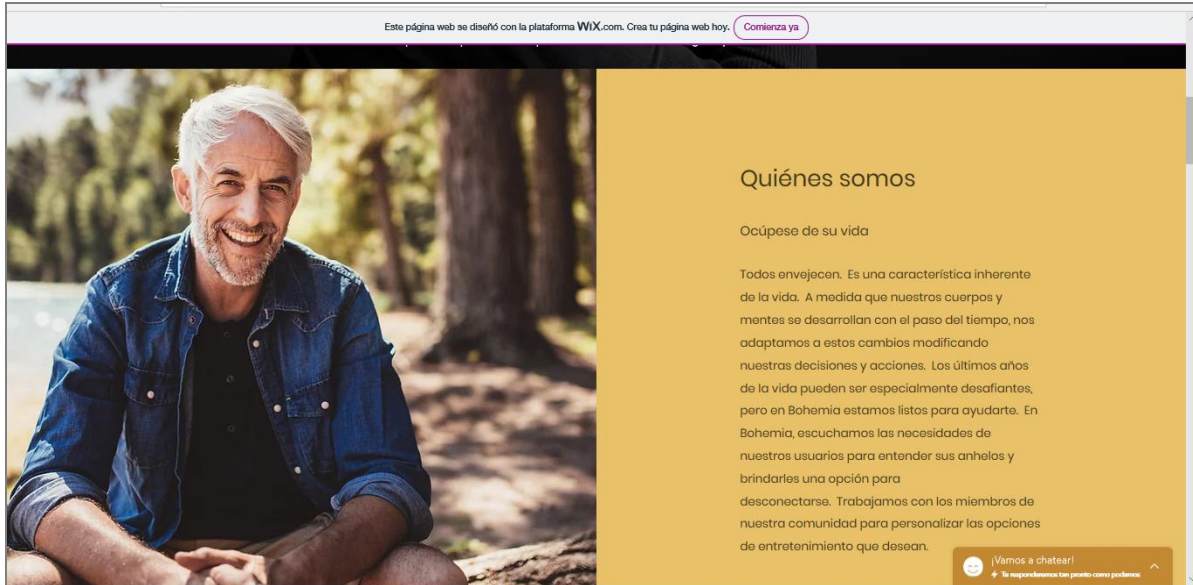 Este página web se diseñó con la plataforma WiX.com. Crea tu página web hoy. Comienza ya
Quiénes somos
Ocúpese de su vida
Todos envejecen. Es una característica inherente
de la vida. A medida que nuestros cuerpos y
mentes se desarrollan con el paso del tiempo, nos
adaptamos a estos cambios modificando
nuestras decisiones y acciones. Los últimos años
de la vida pueden ser especialmente desafiantes,
pero en Bohemia estamos listos para ayudarte. En
Bohemia, escuchamos las necesidades de
nuestros usuarios para entender sus anhelos y
brindarles una opción para
desconectarse. Trabajamos con los miembros de
nuestra comunidad para personalizar las opciones
de entretenimiento que desean.
¡Vamos a chatear!
Te responderemos tan pronto como podamos.